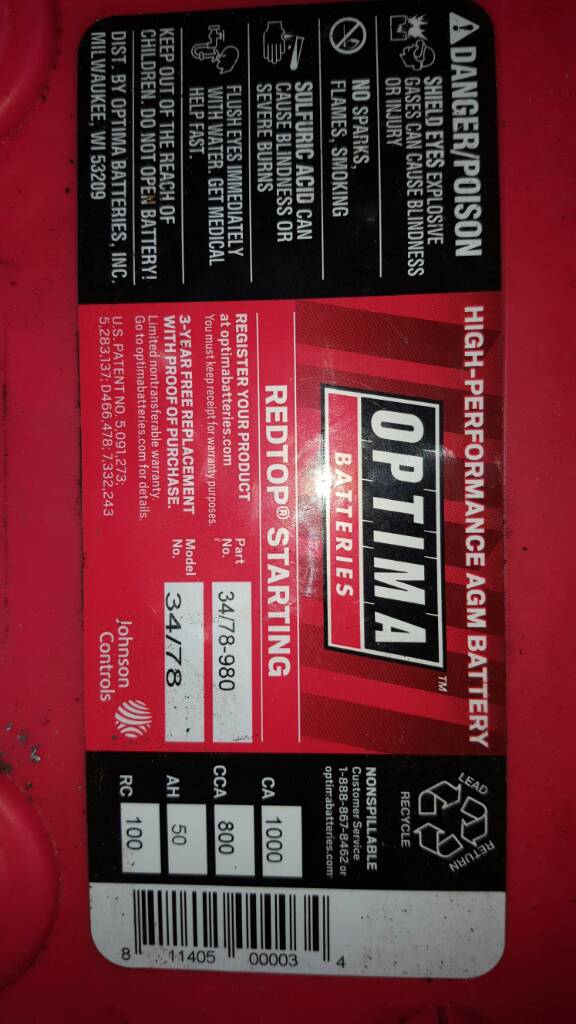 ⚠DANGER/POISON
SHIELD EYES EXPLOSIVE
GASES CAN CAUSE BLINDNESS
OR INJURY
NO SPARKS,
FLAMES, SMOKING
SULFURIC ACID CAN
CAUSE BLINDNESS OR
SEVERE BURNS
FLUSH EYES IMMEDIATELY
WITH WATER. GET MEDICAL
HELP FAST.
KEEP OUT OF THE REACH OF
CHILDREN. DO NOT OPEN BATTERY!
DIST. BY OPTIMA BATTERIES, INC.
MILWAUKEE, WI 53209
HIGH-PERFORMANCE AGM BATTERY
OPTIMA™
BATTERIES
REDTOP® STARTING
REGISTER YOUR PRODUCT
at optimabatteries.com
You must keep receipt for warranty purposes.
3-YEAR FREE REPLACEMENT
WITH PROOF OF PURCHASE.
Limited nontransferable warranty.
Go to optimabatteries.com for details.
U.S. PATENT NO. 5,091,273;
5,283,137; D466,478; 7,332,243
Part
No.
34/78-980
Model
No.
34/78
Johnson
Controls
LEAD
RETURN
RECYCLE
NONSPILLABLE
Customer Service
1-888-867-8462 or
optimabatteries.com
CA 1000
CCA 800
AH 50
RC 100
8 11405 00003 4